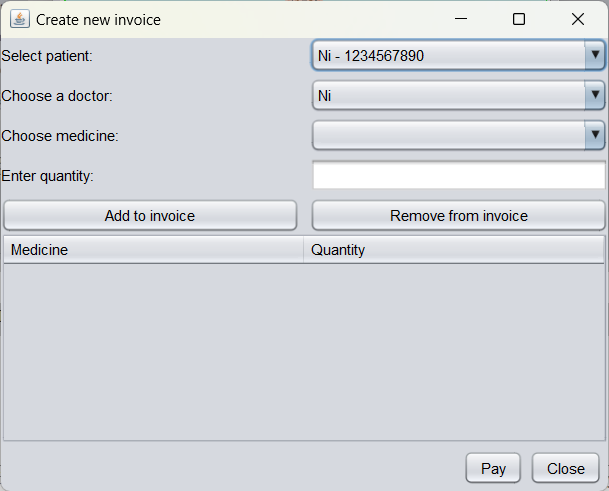 Create new invoice
Select patient: Ni - 1234567890
Choose a doctor: Ni
Choose medicine:
Enter quantity:
Add to invoice Remove from invoice
Medicine Quantity
Pay Close